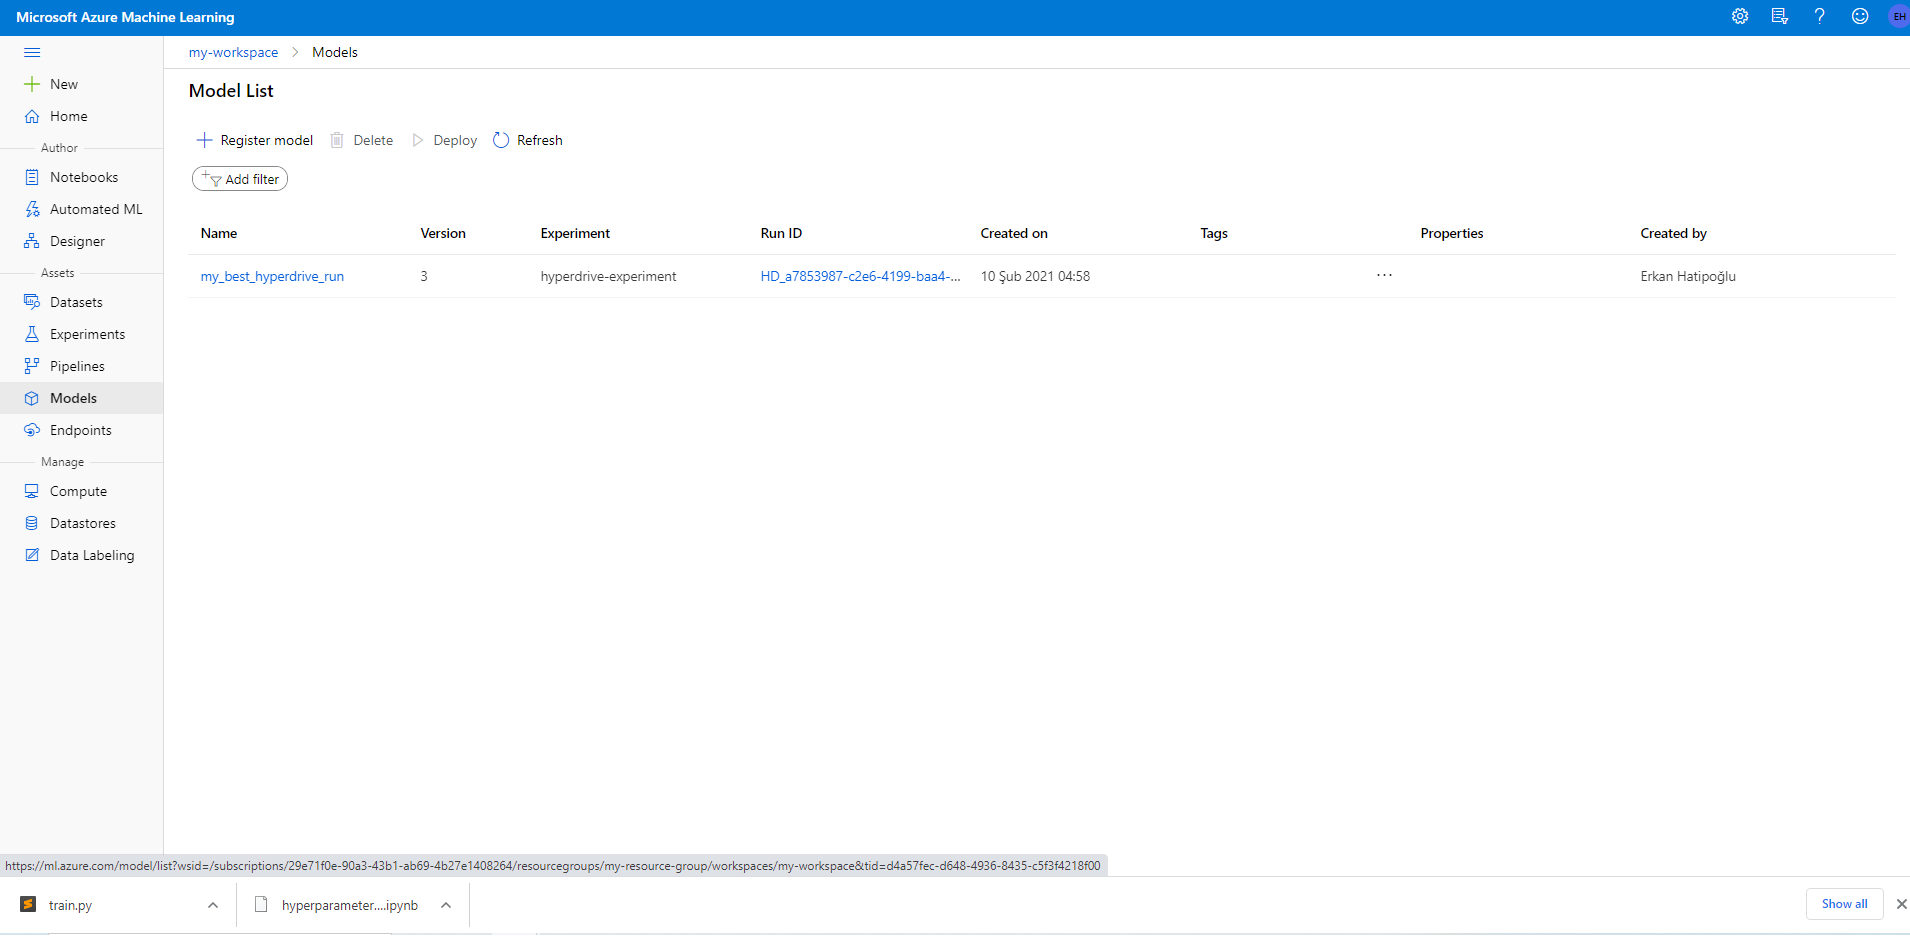 Microsoft Azure Machine Learning
EH
my-workspace > Models
New
Home
Author
Notebooks
Automated ML
Designer
Assets
Datasets
Experiments
Pipelines
Models
Endpoints
Manage
Compute
Datastores
Data Labeling
Model List
Register model Delete Deploy Refresh
Add filter
Name Version Experiment Run ID Created on Tags Properties Created by
my_best_hyperdrive_run 3 hyperdrive-experiment HD_a7853987-c2e6-4199-baa4-... 10 Şub 2021 04:58 ... Erkan Hatipoğlu
https://ml.azure.com/model/list?wsid=/subscriptions/29e71f0e-90a3-43b1-ab69-4b27e1408264/resourcegroups/my-resource-group/workspaces/my-workspace&tid=d4a57fec-d648-4936-8435-c5f3f4218f00
train.py hyperparameter....ipynb Show all